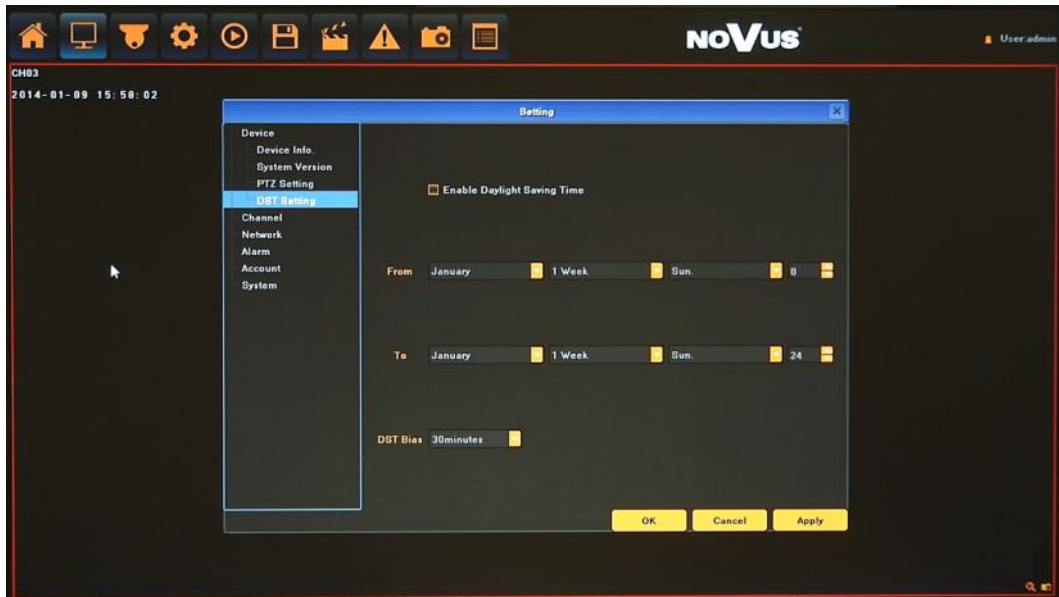 NOVUS
User:admin
CH03
2014-01-09 15:58:02
Setting
Device
Device Info.
System Version
PTZ Setting
DST Setting
Channel
Network
Alarm
Account
System
Enable Daylight Saving Time
From January 1 Week Sun. 0
To January 1 Week Sun. 24
DST Bias 30minutes
OK Cancel Apply